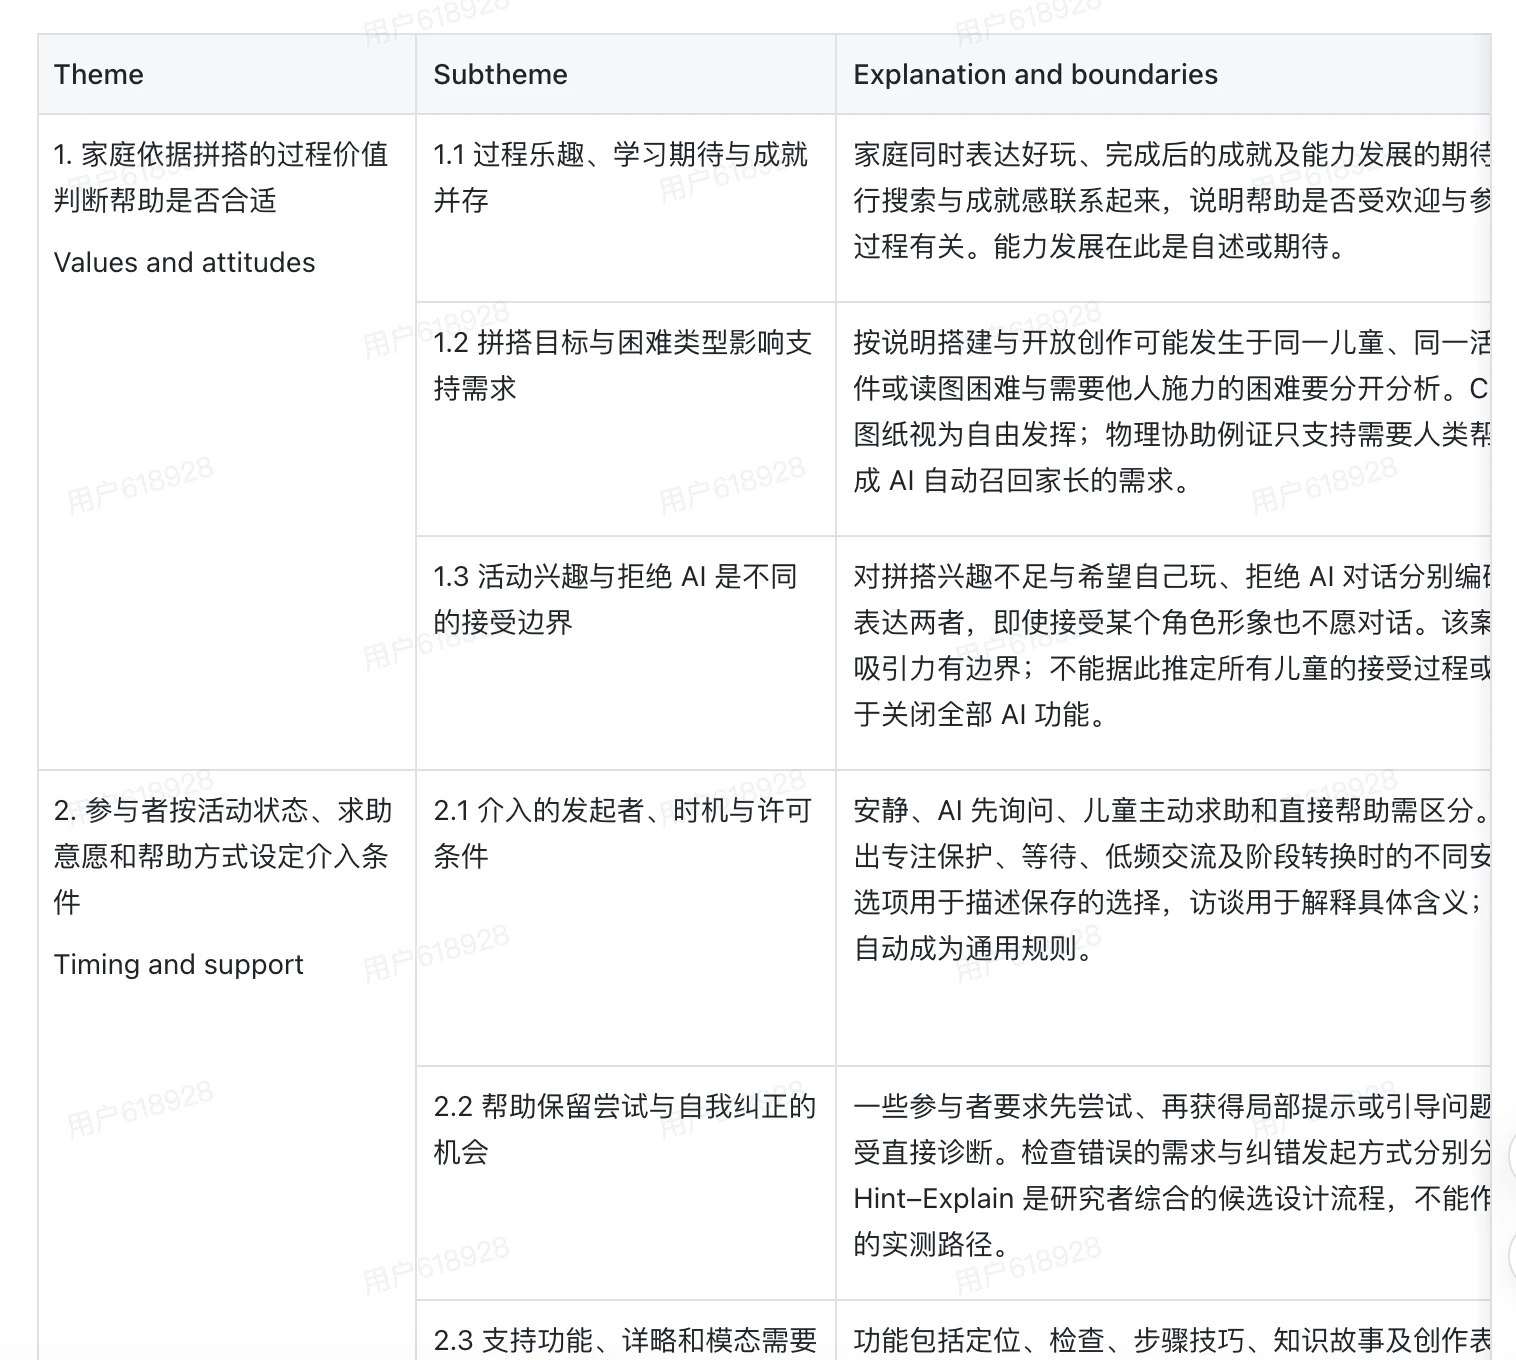 Theme
Subtheme
Explanation and boundaries
1. 家庭依据拼搭的过程价值
判断帮助是否合适
Values and attitudes
1.1 过程乐趣、学习期待与成就
并存
家庭同时表达好玩、完成后的成就及能力发展的期待
行搜索与成就感联系起来，说明帮助是否受欢迎与参
过程有关。能力发展在此是自述或期待。
1.2 拼搭目标与困难类型影响支
持需求
按说明搭建与开放创作可能发生于同一儿童、同一活
件或读图困难与需要他人施力的困难要分开分析。C
图纸视为自由发挥；物理协助例证只支持需要人类帮
成 AI 自动召回家长的需求。
1.3 活动兴趣与拒绝 AI 是不同
的接受边界
对拼搭兴趣不足与希望自己玩、拒绝 AI 对话分别编
表达两者，即使接受某个角色形象也不愿对话。该案
吸引力有边界；不能据此推定所有儿童的接受过程或
于关闭全部 AI 功能。
2. 参与者按活动状态、求助
意愿和帮助方式设定介入条
件
Timing and support
2.1 介入的发起者、时机与许可
条件
安静、AI 先询问、儿童主动求助和直接帮助需区分。
出专注保护、等待、低频交流及阶段转换时的不同安
选项用于描述保存的选择，访谈用于解释具体含义；
自动成为通用规则。
2.2 帮助保留尝试与自我纠正的
机会
一些参与者要求先尝试、再获得局部提示或引导问题
受直接诊断。检查错误的需求与纠错发起方式分别分
Hint–Explain 是研究者综合的候选设计流程，不能作
的实测路径。
2.3 支持功能、详略和模态需要
功能包括定位、检查、步骤技巧、知识故事及创作表
用户618928